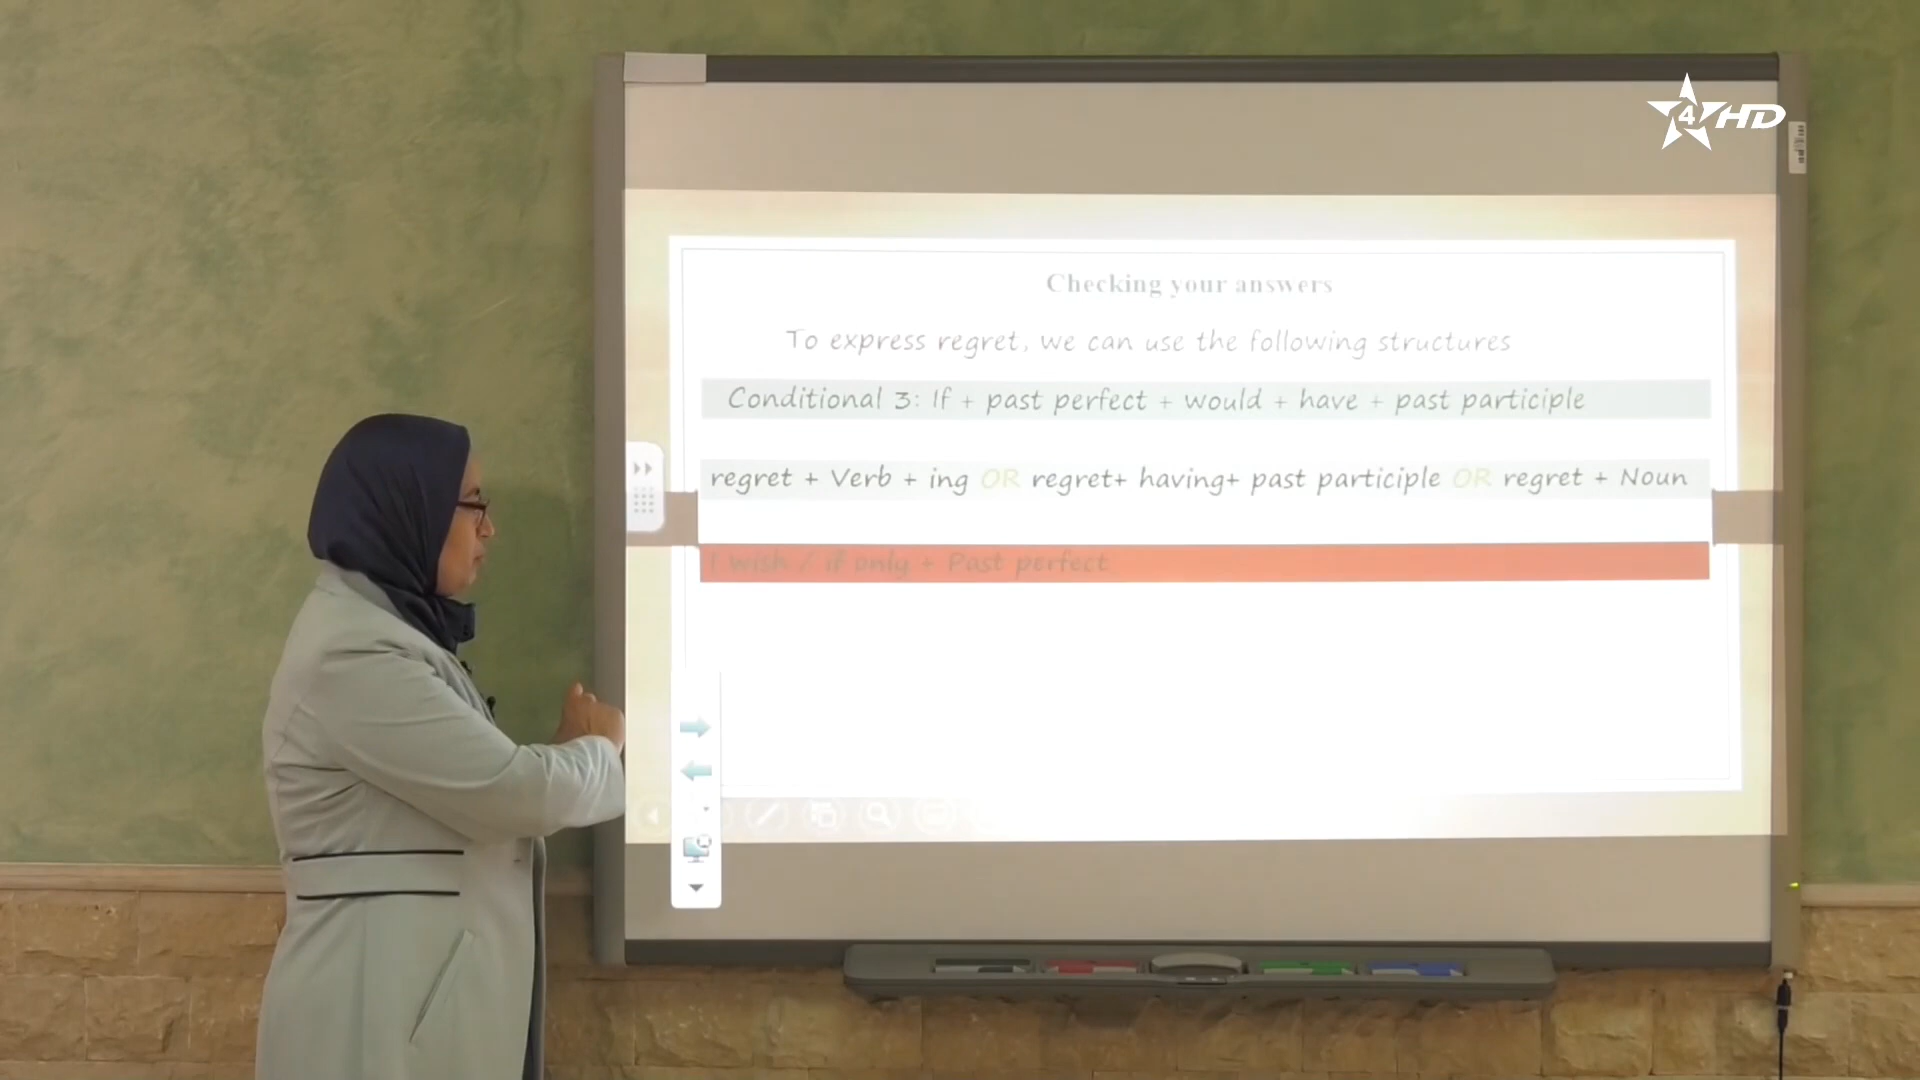 4 HD
Checking your answers
To express regret, we can use the following structures
Conditional 3: If + past perfect + would + have + past participle
regret + Verb + ing OR regret+ having+ past participle OR regret + Noun
I wish / if only + Past perfect